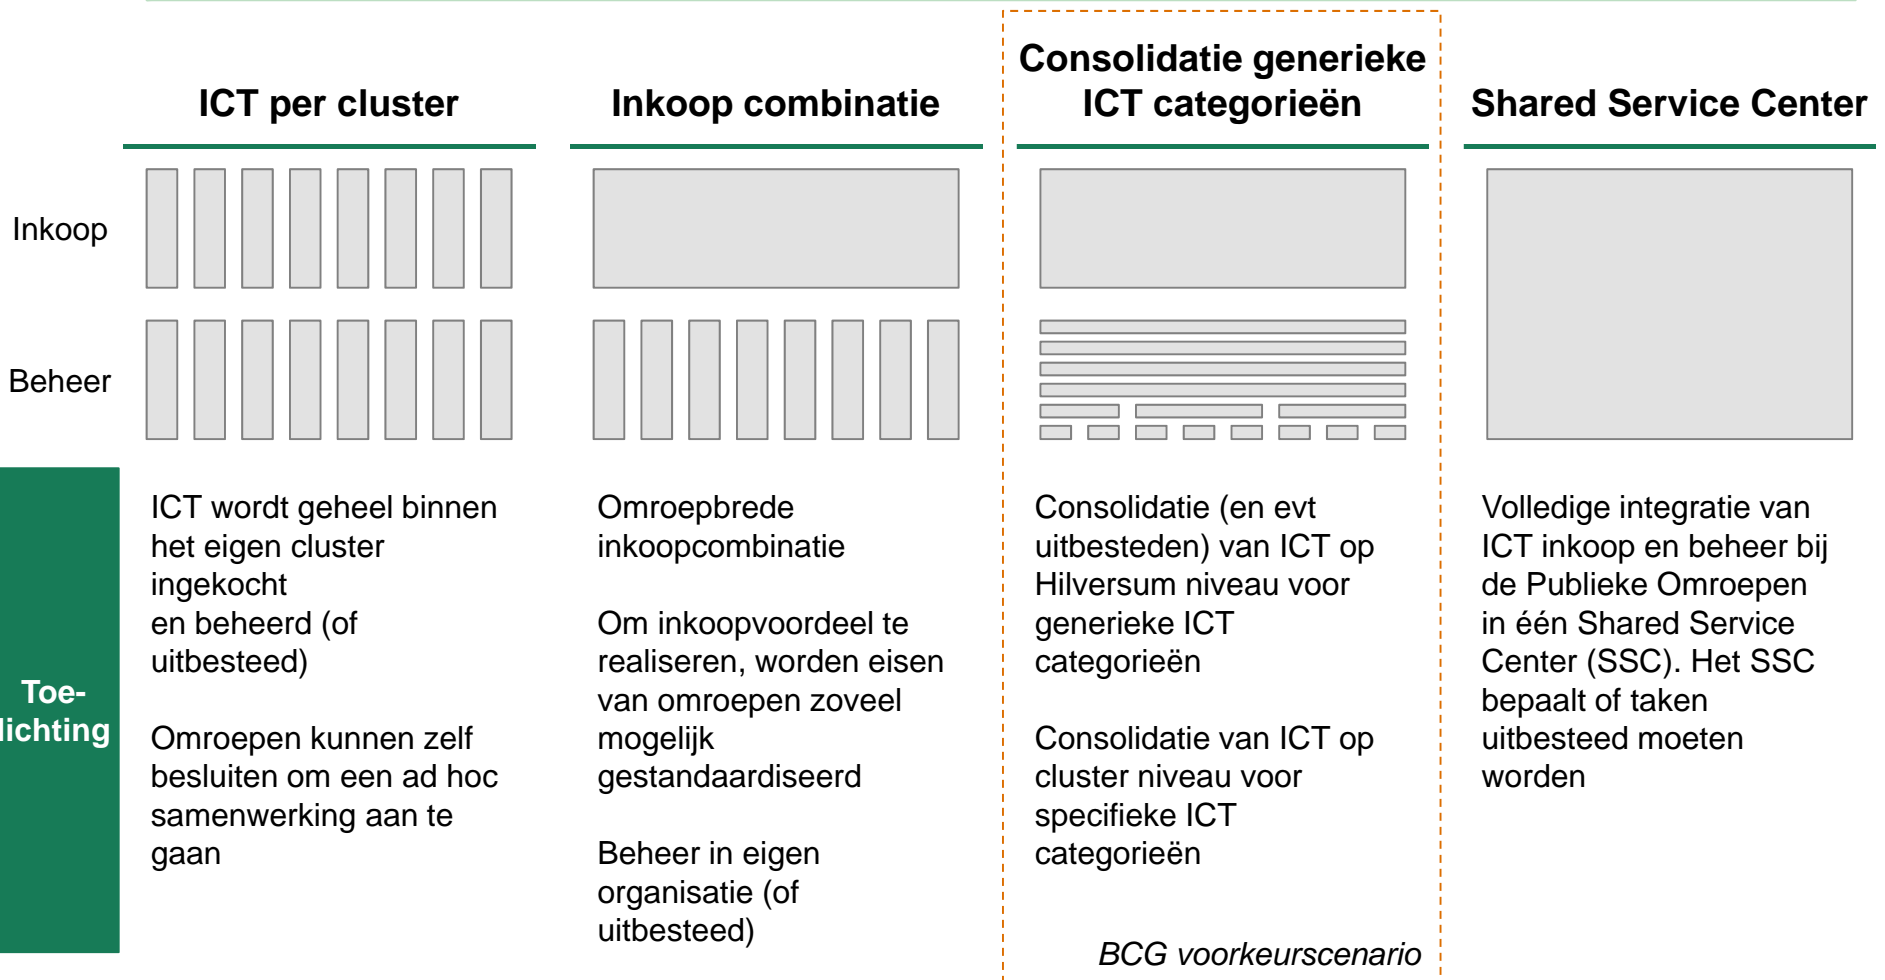 ICT per cluster
Inkoop combinatie
Consolidatie generieke
ICT categorieën
Shared Service Center
Inkoop
Beheer
Toe-
lichting
ICT wordt geheel binnen
het eigen cluster
ingekocht
en beheerd (of
uitbesteed)
Omroepen kunnen zelf
besluiten om een ad hoc
samenwerking aan te
gaan
Omroepbrede
inkoopcombinatie
Om inkoopvoordeel te
realiseren, worden eisen
van omroepen zoveel
mogelijk
gestandaardiseerd
Beheer in eigen
organisatie (of
uitbesteed)
Consolidatie (en evt
uitbesteden) van ICT op
Hilversum niveau voor
generieke ICT
categorieën
Consolidatie van ICT op
cluster niveau voor
specifieke ICT
categorieën
BCG voorkeurscenario
Volledige integratie van
ICT inkoop en beheer bij
de Publieke Omroepen
in één Shared Service
Center (SSC). Het SSC
bepaalt of taken
uitbesteed moeten
worden